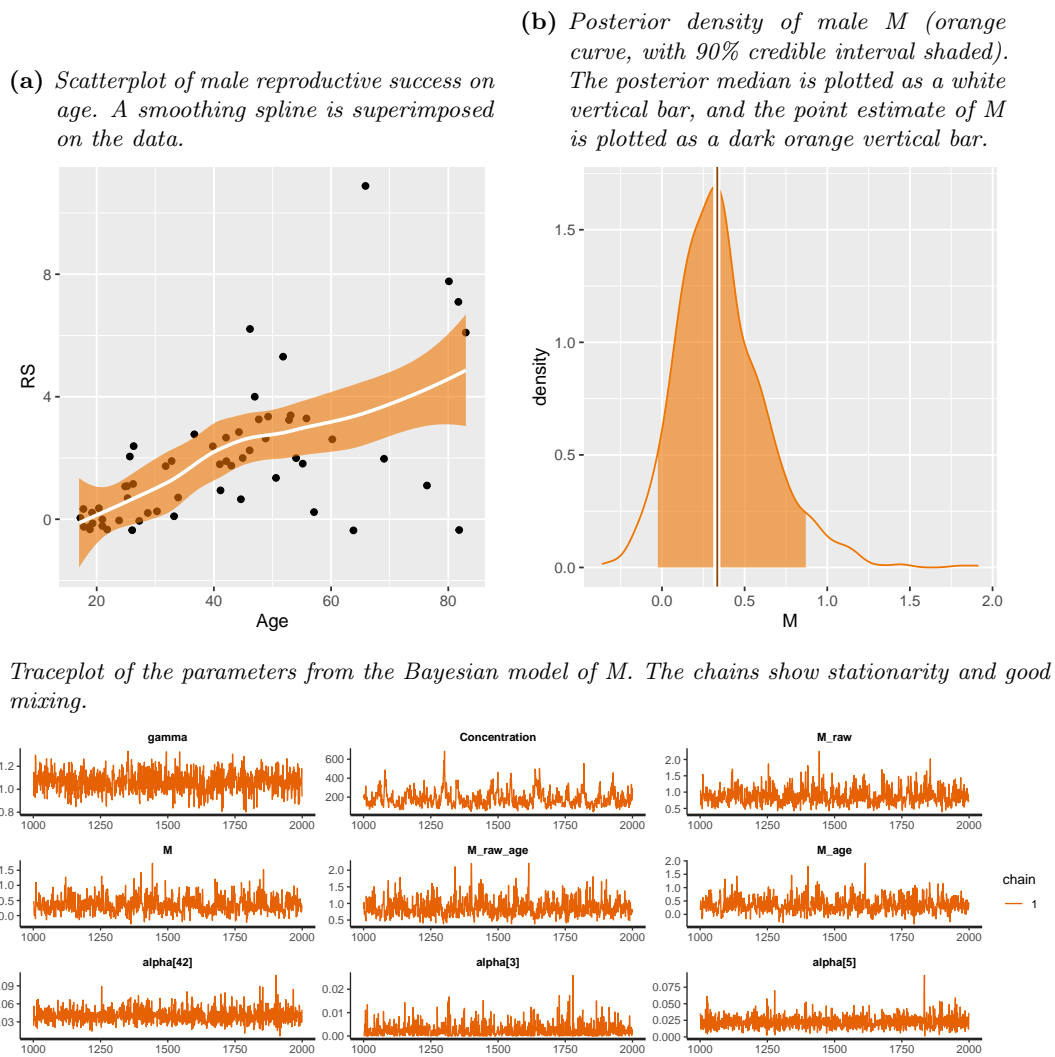 (a) Scatterplot of male reproductive success on
age. A smoothing spline is superimposed
on the data.
(b) Posterior density of male M (orange
curve, with 90% credible interval shaded).
The posterior median is plotted as a white
vertical bar, and the point estimate of M
is plotted as a dark orange vertical bar.
8
4
0
RS
20 40 60 80
Age
1.5
1.0
0.5
0.0
density
0.0 0.5 1.0 1.5 2.0
M
Traceplot of the parameters from the Bayesian model of M. The chains show stationarity and good
mixing.
gamma
1.2
1.0
0.8
1000 1250 1500 1750 2000
Concentration
600
400
200
1000 1250 1500 1750 2000
M_raw
2.0
1.5
1.0
0.5
1000 1250 1500 1750 2000
M
1.5
1.0
0.5
0.0
1000 1250 1500 1750 2000
M_raw_age
2.0
1.5
1.0
0.5
1000 1250 1500 1750 2000
M_age
2.0
1.5
1.0
0.5
0.0
1000 1250 1500 1750 2000
chain
1
alpha[42]
.09
.06
.03
1000 1250 1500 1750 2000
alpha[3]
0.02
0.01
0.00
1000 1250 1500 1750 2000
alpha[5]
0.075
0.050
0.025
0.000
1000 1250 1500 1750 2000